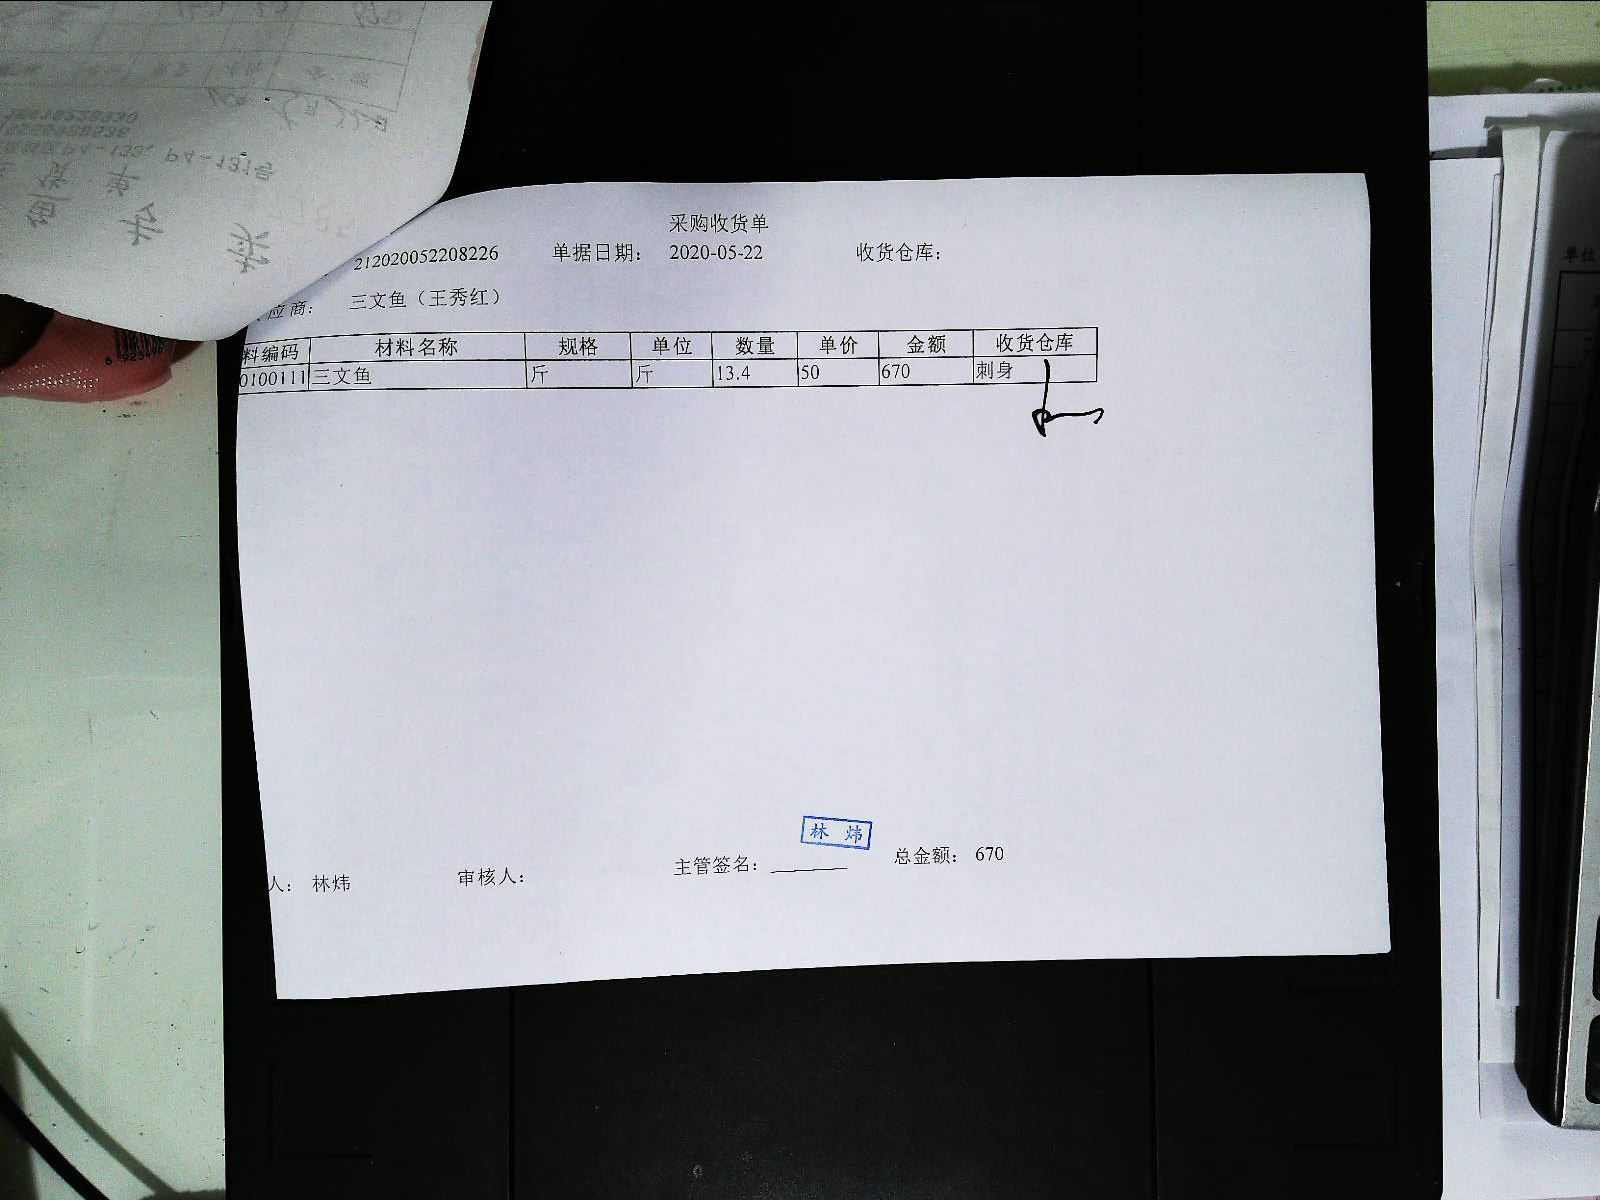 采购收货单
212020052208226 单据日期： 2020-05-22 收货仓库：
应商： 三文鱼（王秀红）
料编码 材料名称 规格 单位 数量 单价 金额 收货仓库
0100111 三文鱼 斤 斤 13.4 50 670 刺身
林 炜
人： 林炜 审核人： 主管签名： 总金额： 670